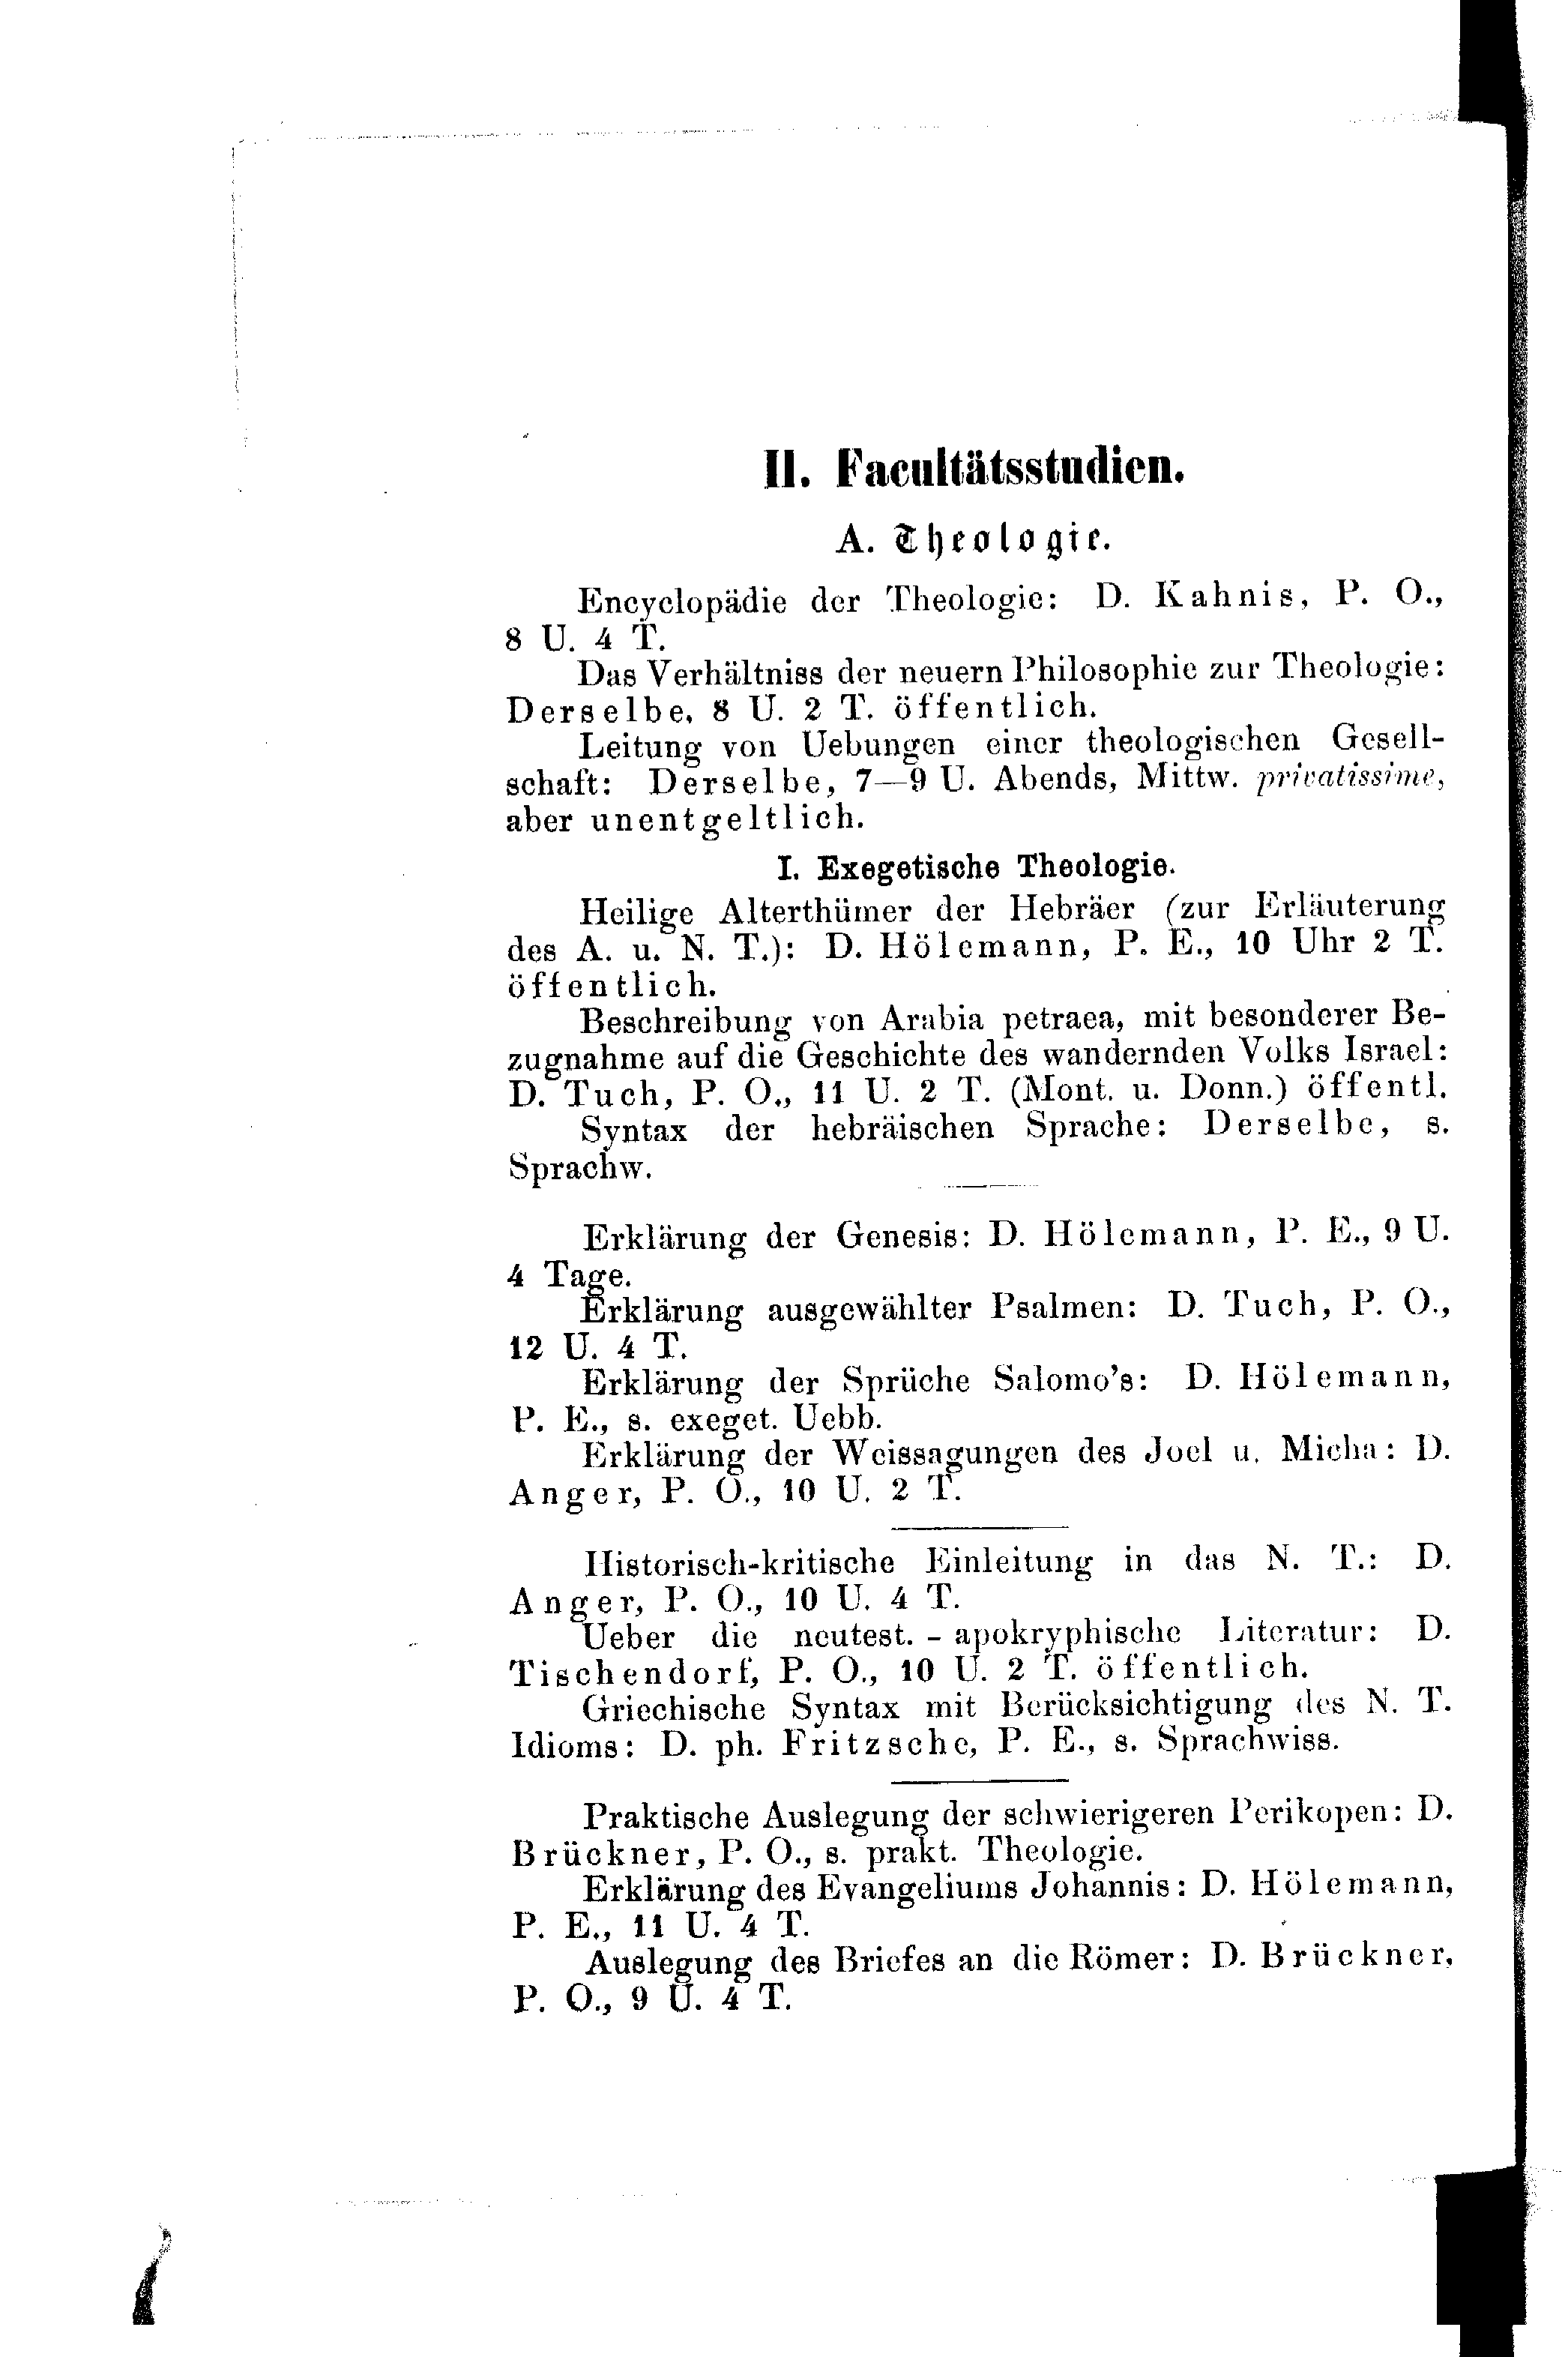 II. Facultätsstudien.
A. Theologie.
Encyclopädie der Theologie: D. Kahnis, P. O.,
8 U. 4 T.
Das Verhältniss der neuern Philosophie zur Theologie:
Derselbe, 8 U. 2 T. öffentlich.
Leitung von Uebungen einer theologischen Gesell-
schaft: Derselbe, 7—9 U. Abends, Mittw. privatissime,
aber unentgeltlich.
I. Exegetische Theologie.
Heilige Alterthümer der Hebräer (zur Erläuterung
des A. u. N. T.): D. Hölemann, P. E., 10 Uhr 2 T.
öffentlich.
Beschreibung von Arabia petraea, mit besonderer Be-
zugnahme auf die Geschichte des wandernden Volks Israel:
D. Tuch, P. O., 11 U. 2 T. (Mont. u. Donn.) öffentl.
Syntax der hebräischen Sprache: Derselbe, s.
Sprachw.
Erklärung der Genesis: D. Hölemann, P. E., 9 U.
4 Tage.
Erklärung ausgewählter Psalmen: D. Tuch, P. O.,
12 U. 4 T.
Erklärung der Sprüche Salomo's: D. Hölemann,
P. E., s. exeget. Uebb.
Erklärung der Weissagungen des Joel u. Micha: D.
Anger, P. O., 10 U. 2 T.
Historisch-kritische Einleitung in das N. T.: D.
Anger, P. O., 10 U. 4 T.
Ueber die neutest. - apokryphische Literatur: D.
Tischendorf, P. O., 10 U. 2 T. öffentlich.
Griechische Syntax mit Berücksichtigung des N. T.
Idioms: D. ph. Fritzsche, P. E., s. Sprachwiss.
Praktische Auslegung der schwierigeren Perikopen: D.
Brückner, P. O., s. prakt. Theologie.
Erklärung des Evangeliums Johannis: D. Hölemann,
P. E., 11 U. 4 T.
Auslegung des Briefes an die Römer: D. Brückner,
P. O., 9 U. 4 T.